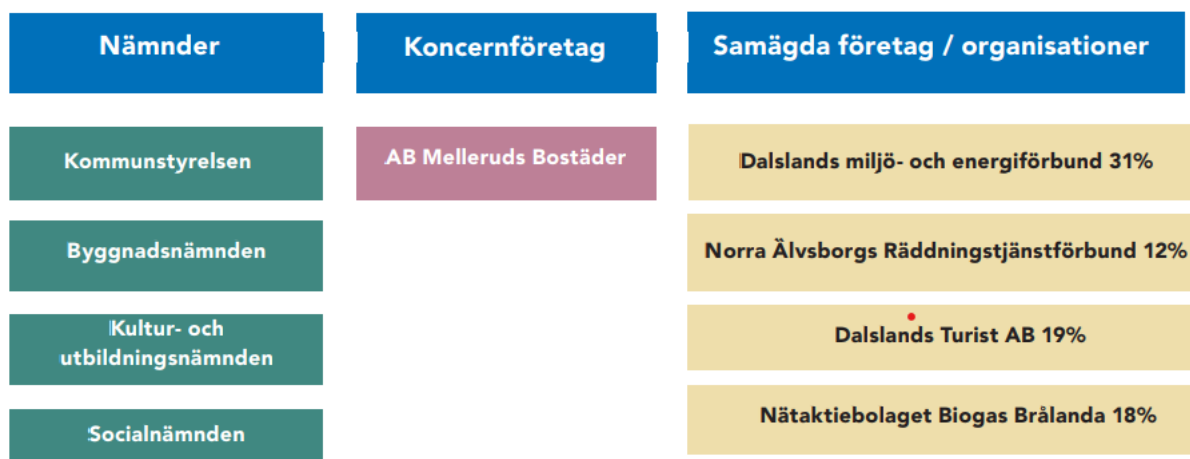 Nämnder
Koncernföretag
Samägda företag / organisationer
Kommunstyrelsen
AB Melleruds Bostäder
Dalslands miljö- och energiförbund 31%
Byggnadsnämnden
Norra Älvsborgs Räddningstjänstförbund 12%
Kultur- och
utbildningsnämnden
Dalslands Turist AB 19%
Socialnämnden
Nätaktiebolaget Biogas Brålanda 18%